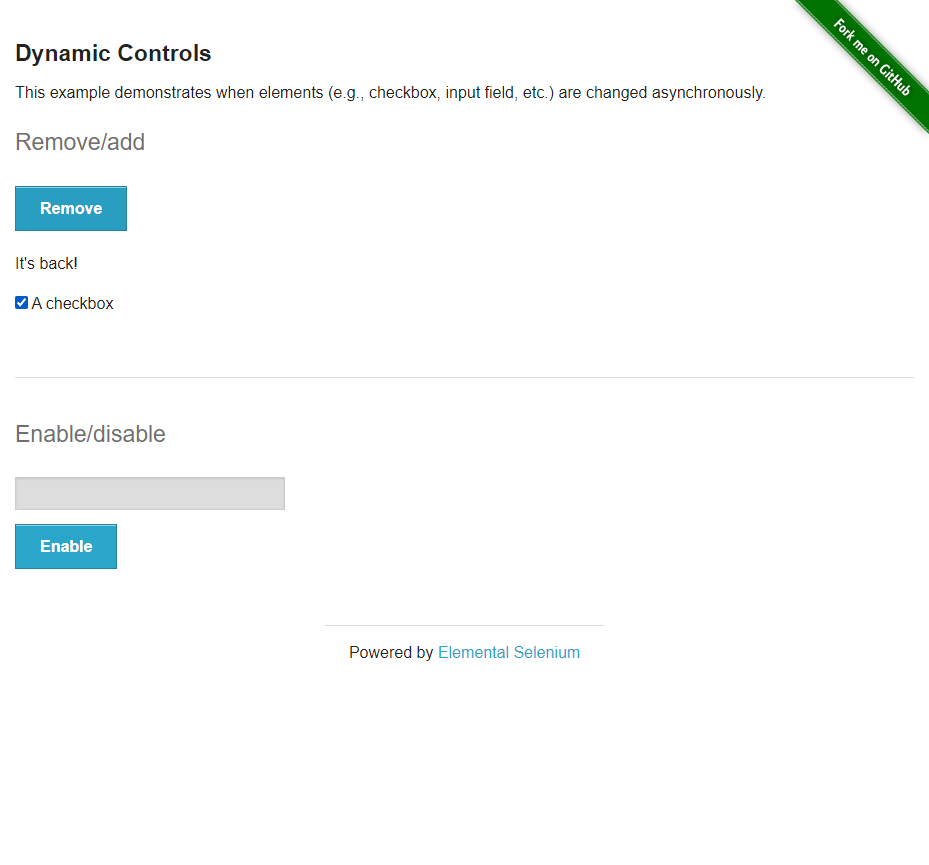 Fork me on GitHub
Dynamic Controls
This example demonstrates when elements (e.g., checkbox, input field, etc.) are changed asynchronously.
Remove/add
Remove
It's back!
A checkbox
Enable/disable
Enable
Powered by Elemental Selenium